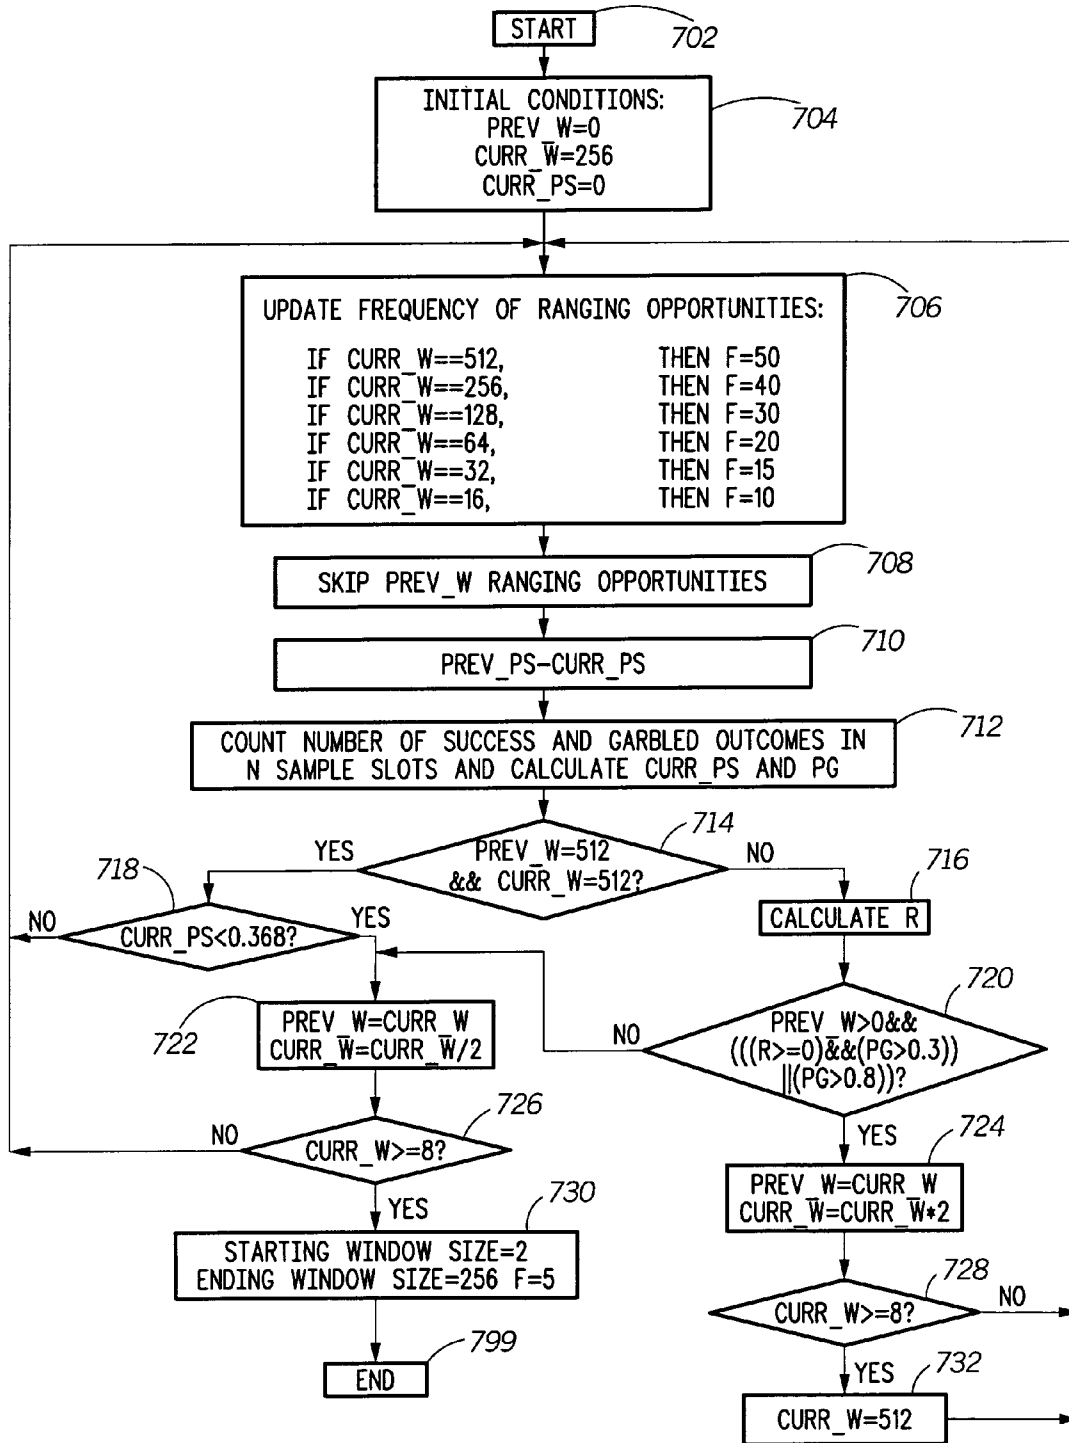 START
702
INITIAL CONDITIONS:
PREV_W=0
CURR_W=256
CURR_PS=0
704
UPDATE FREQUENCY OF RANGING OPPORTUNITIES:
IF CURR_W==512, THEN F=50
IF CURR_W==256, THEN F=40
IF CURR_W==128, THEN F=30
IF CURR_W==64, THEN F=20
IF CURR_W==32, THEN F=15
IF CURR_W==16, THEN F=10
706
SKIP PREV_W RANGING OPPORTUNITIES
708
PREV_PS-CURR_PS
710
COUNT NUMBER OF SUCCESS AND GARBLED OUTCOMES IN
N SAMPLE SLOTS AND CALCULATE CURR_PS AND PG
712
PREV_W=512
&& CURR_W=512?
714
YES
NO
718
CURR_PS<0.368?
NO
YES
716
CALCULATE R
720
PREV_W>0&&
(((R>=0)&&(PG>0.3))
||(PG>0.8))?
NO
YES
722
PREV_W=CURR_W
CURR_W=CURR_W/2
726
CURR_W>=8?
NO
YES
724
PREV_W=CURR_W
CURR_W=CURR_W*2
730
STARTING WINDOW SIZE=2
ENDING WINDOW SIZE=256 F=5
728
CURR_W>=8?
NO
YES
799
END
732
CURR_W=512